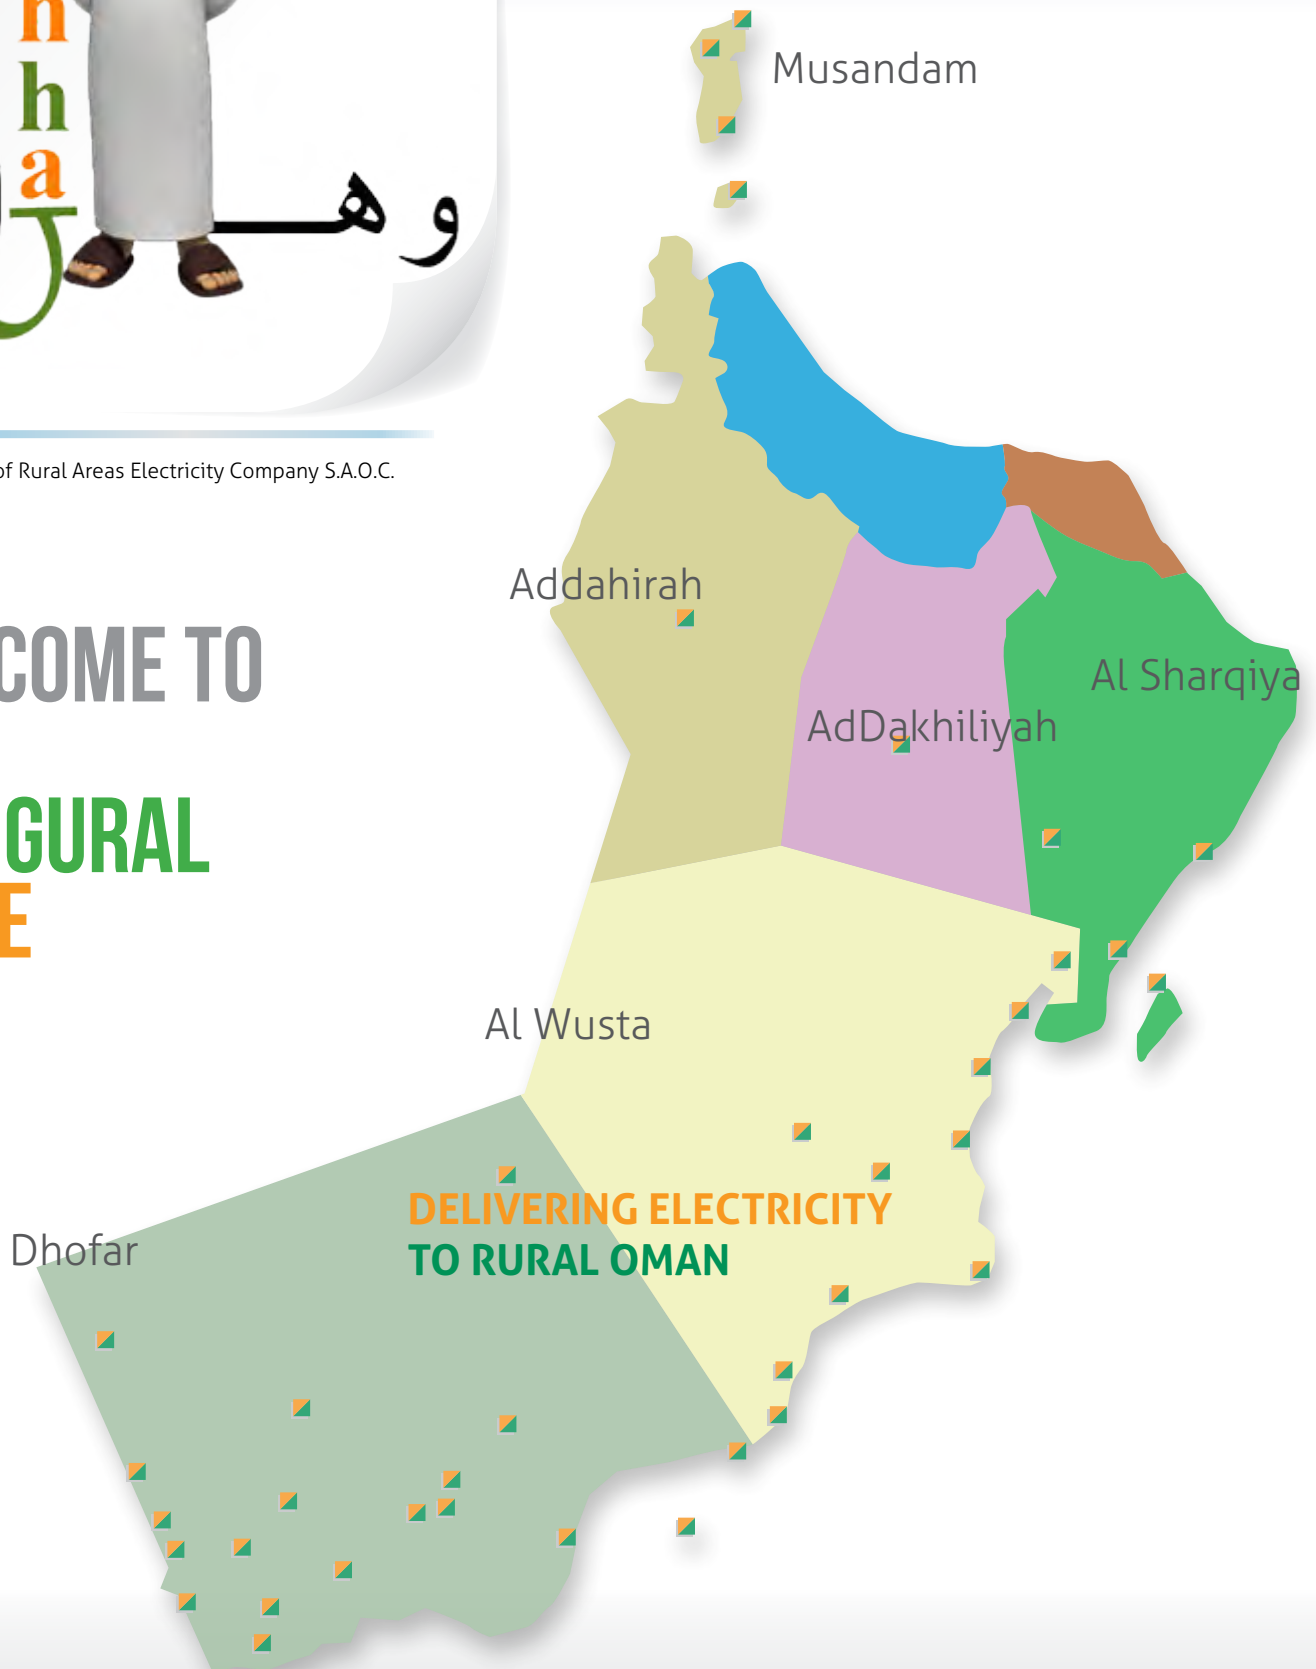 n
h
a
وهـ
of Rural Areas Electricity Company S.A.O.C.
COME TO
GURAL
E
Musandam
Addahirah
AdDakhiliyah
Al Sharqiya
Al Wusta
Dhofar
DELIVERING ELECTRICITY
TO RURAL OMAN